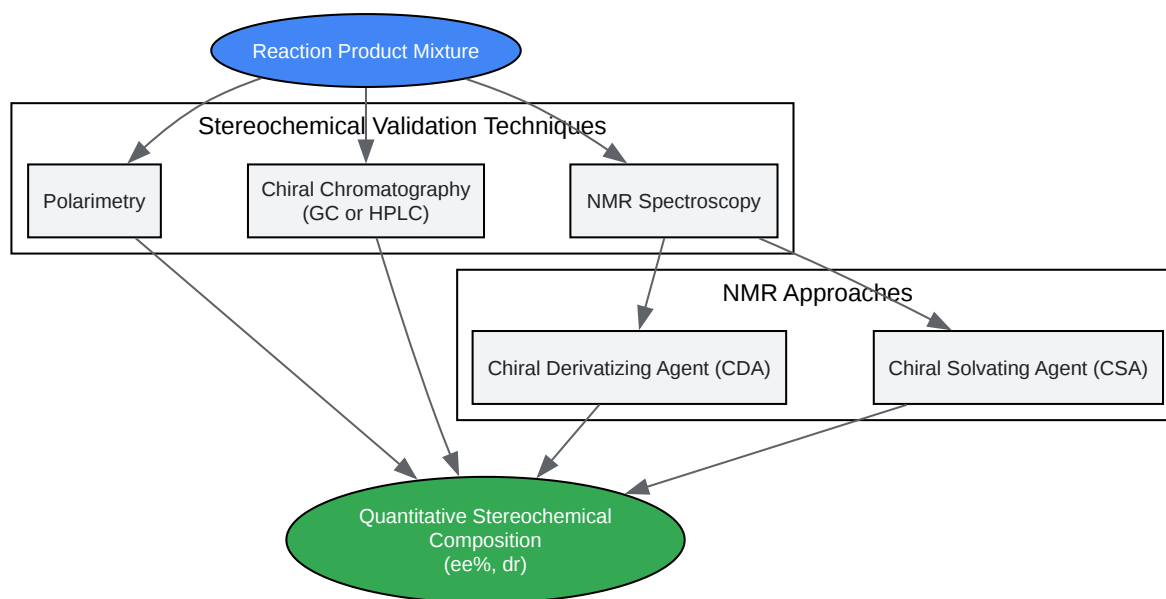 Reaction Product Mixture
Stereochemical Validation Techniques
Polarimetry
Chiral Chromatography
(GC or HPLC)
NMR Spectroscopy
NMR Approaches
Chiral Derivatizing Agent (CDA)
Chiral Solvating Agent (CSA)
Quantitative Stereochemical
Composition
(ee%, dr)